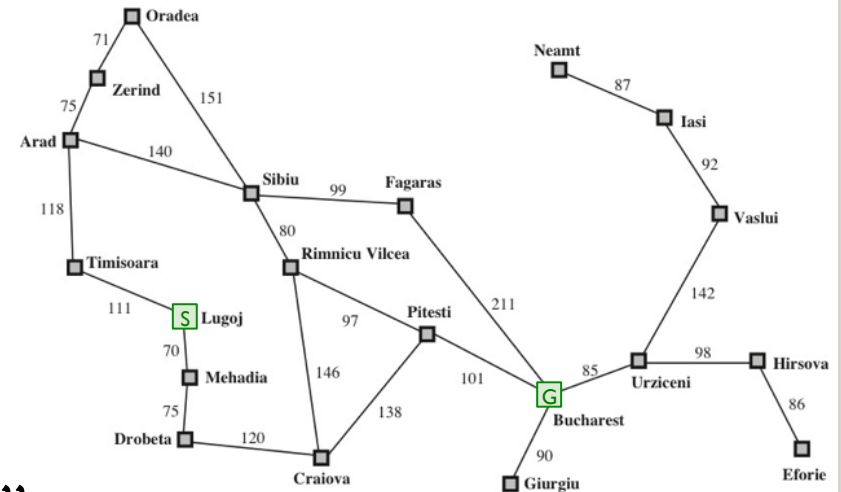 Oradea
71
Neamt
Zerind
87
75
151
Iasi
Arad
140
92
Sibiu
Fagaras
99
118
Vaslui
80
Timisoara
Rimnicu Vilcea
142
111
211
S Lugoj
Pitesti
97
70
98
Hirsova
Mehadia
146
101
85
Urziceni
G
86
75
138
Bucharest
Drobeta
120
90
Craiova
Eforie
Giurgiu